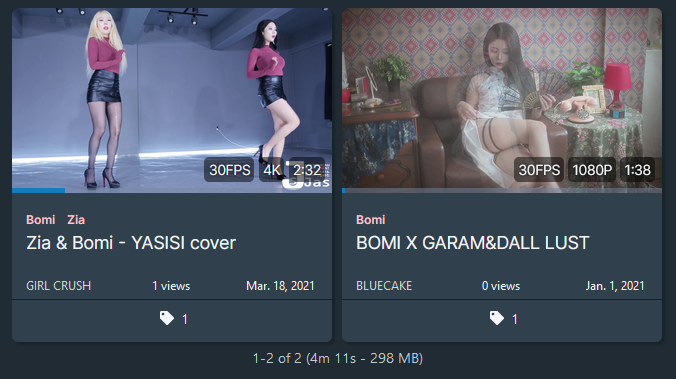 30FPS 4K 2:32
Jas
30FPS 1080P 1:38
Bomi Zia
Zia & Bomi - YASISI cover
GIRL CRUSH 1 views Mar. 18, 2021
1
Bomi
BOMI X GARAM&DALL LUST
BLUECAKE 0 views Jan. 1, 2021
1
1-2 of 2 (4m 11s - 298 MB)